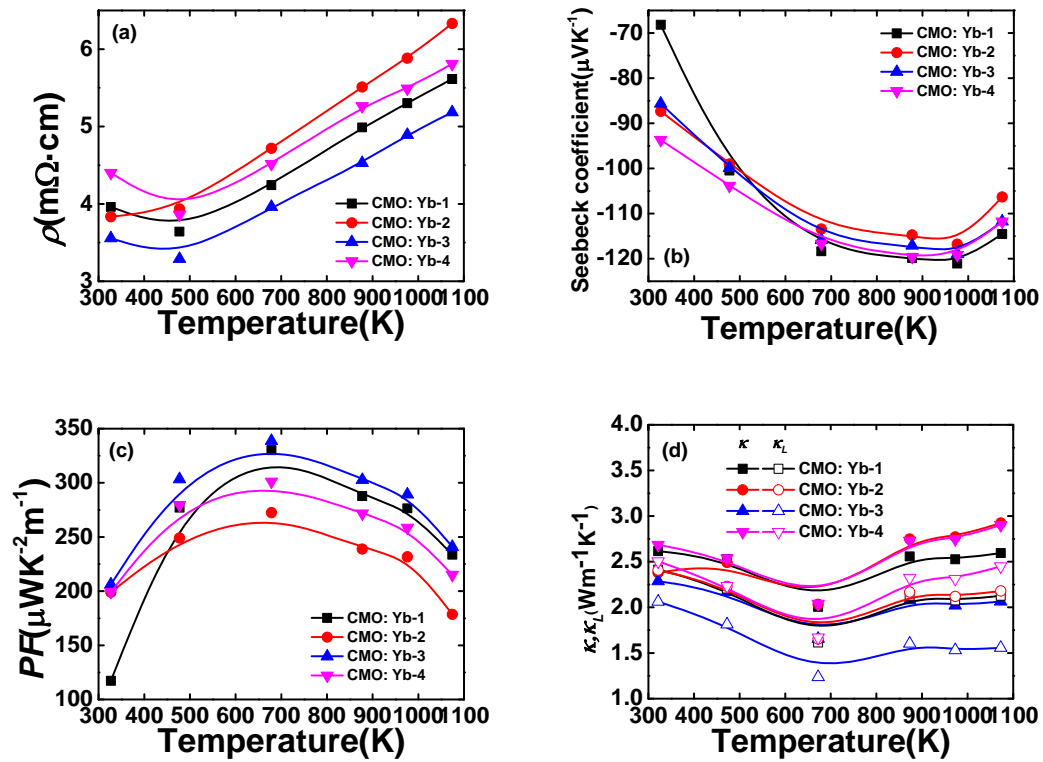 (a)
6
5
4
3
ρ(mΩ·cm)
CMO: Yb-1
CMO: Yb-2
CMO: Yb-3
CMO: Yb-4
300 400 500 600 700 800 900 1000 1100
Temperature(K)
-70
-80
-90
-100
-110
-120
Seebeck coefficient(μVK⁻¹)
CMO: Yb-1
CMO: Yb-2
CMO: Yb-3
CMO: Yb-4
(b)
300 400 500 600 700 800 900 1000 1100
Temperature(K)
(c)
350
300
250
200
150
100
PF(μWK⁻²m⁻¹)
CMO: Yb-1
CMO: Yb-2
CMO: Yb-3
CMO: Yb-4
300 400 500 600 700 800 900 1000 1100
Temperature(K)
(d)
4.0
3.5
3.0
2.5
2.0
1.5
1.0
κ,κ_L(Wm⁻¹K⁻¹)
κ κ_L
CMO: Yb-1
CMO: Yb-2
CMO: Yb-3
CMO: Yb-4
300 400 500 600 700 800 900 1000 1100
Temperature(K)